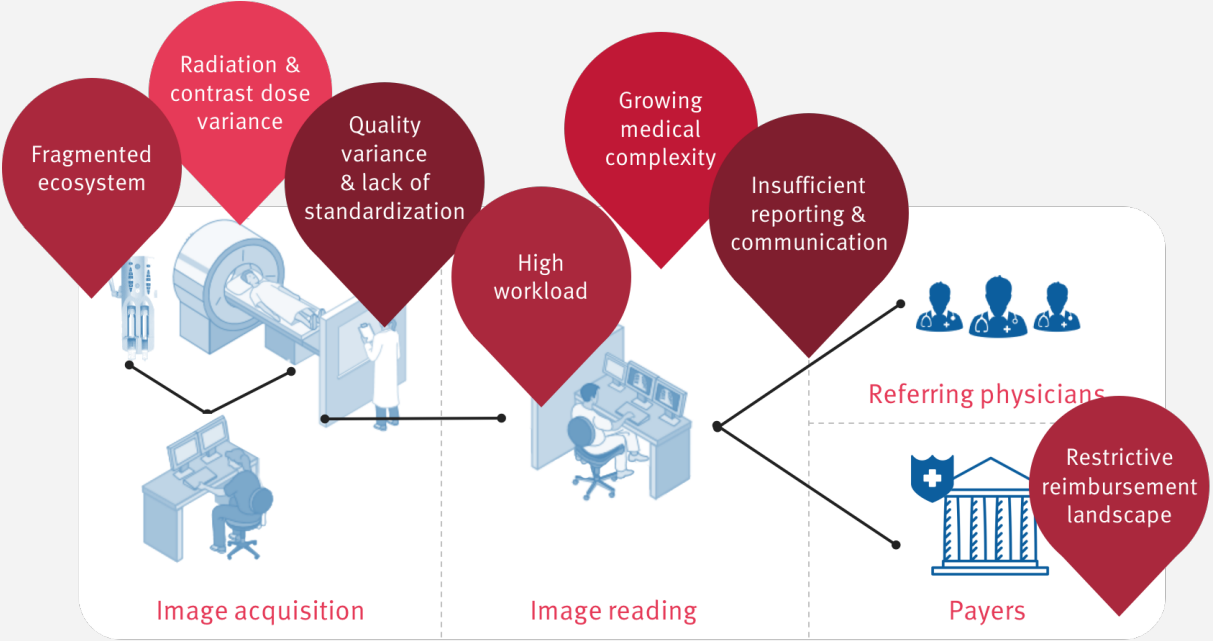 Fragmented
ecosystem
Radiation &
contrast dose
variance
Quality
variance
& lack of
standardization
High
workload
Growing
medical
complexity
Insufficient
reporting &
communication
Referring physicians
Restrictive
reimbursement
landscape
Image acquisition
Image reading
Payers